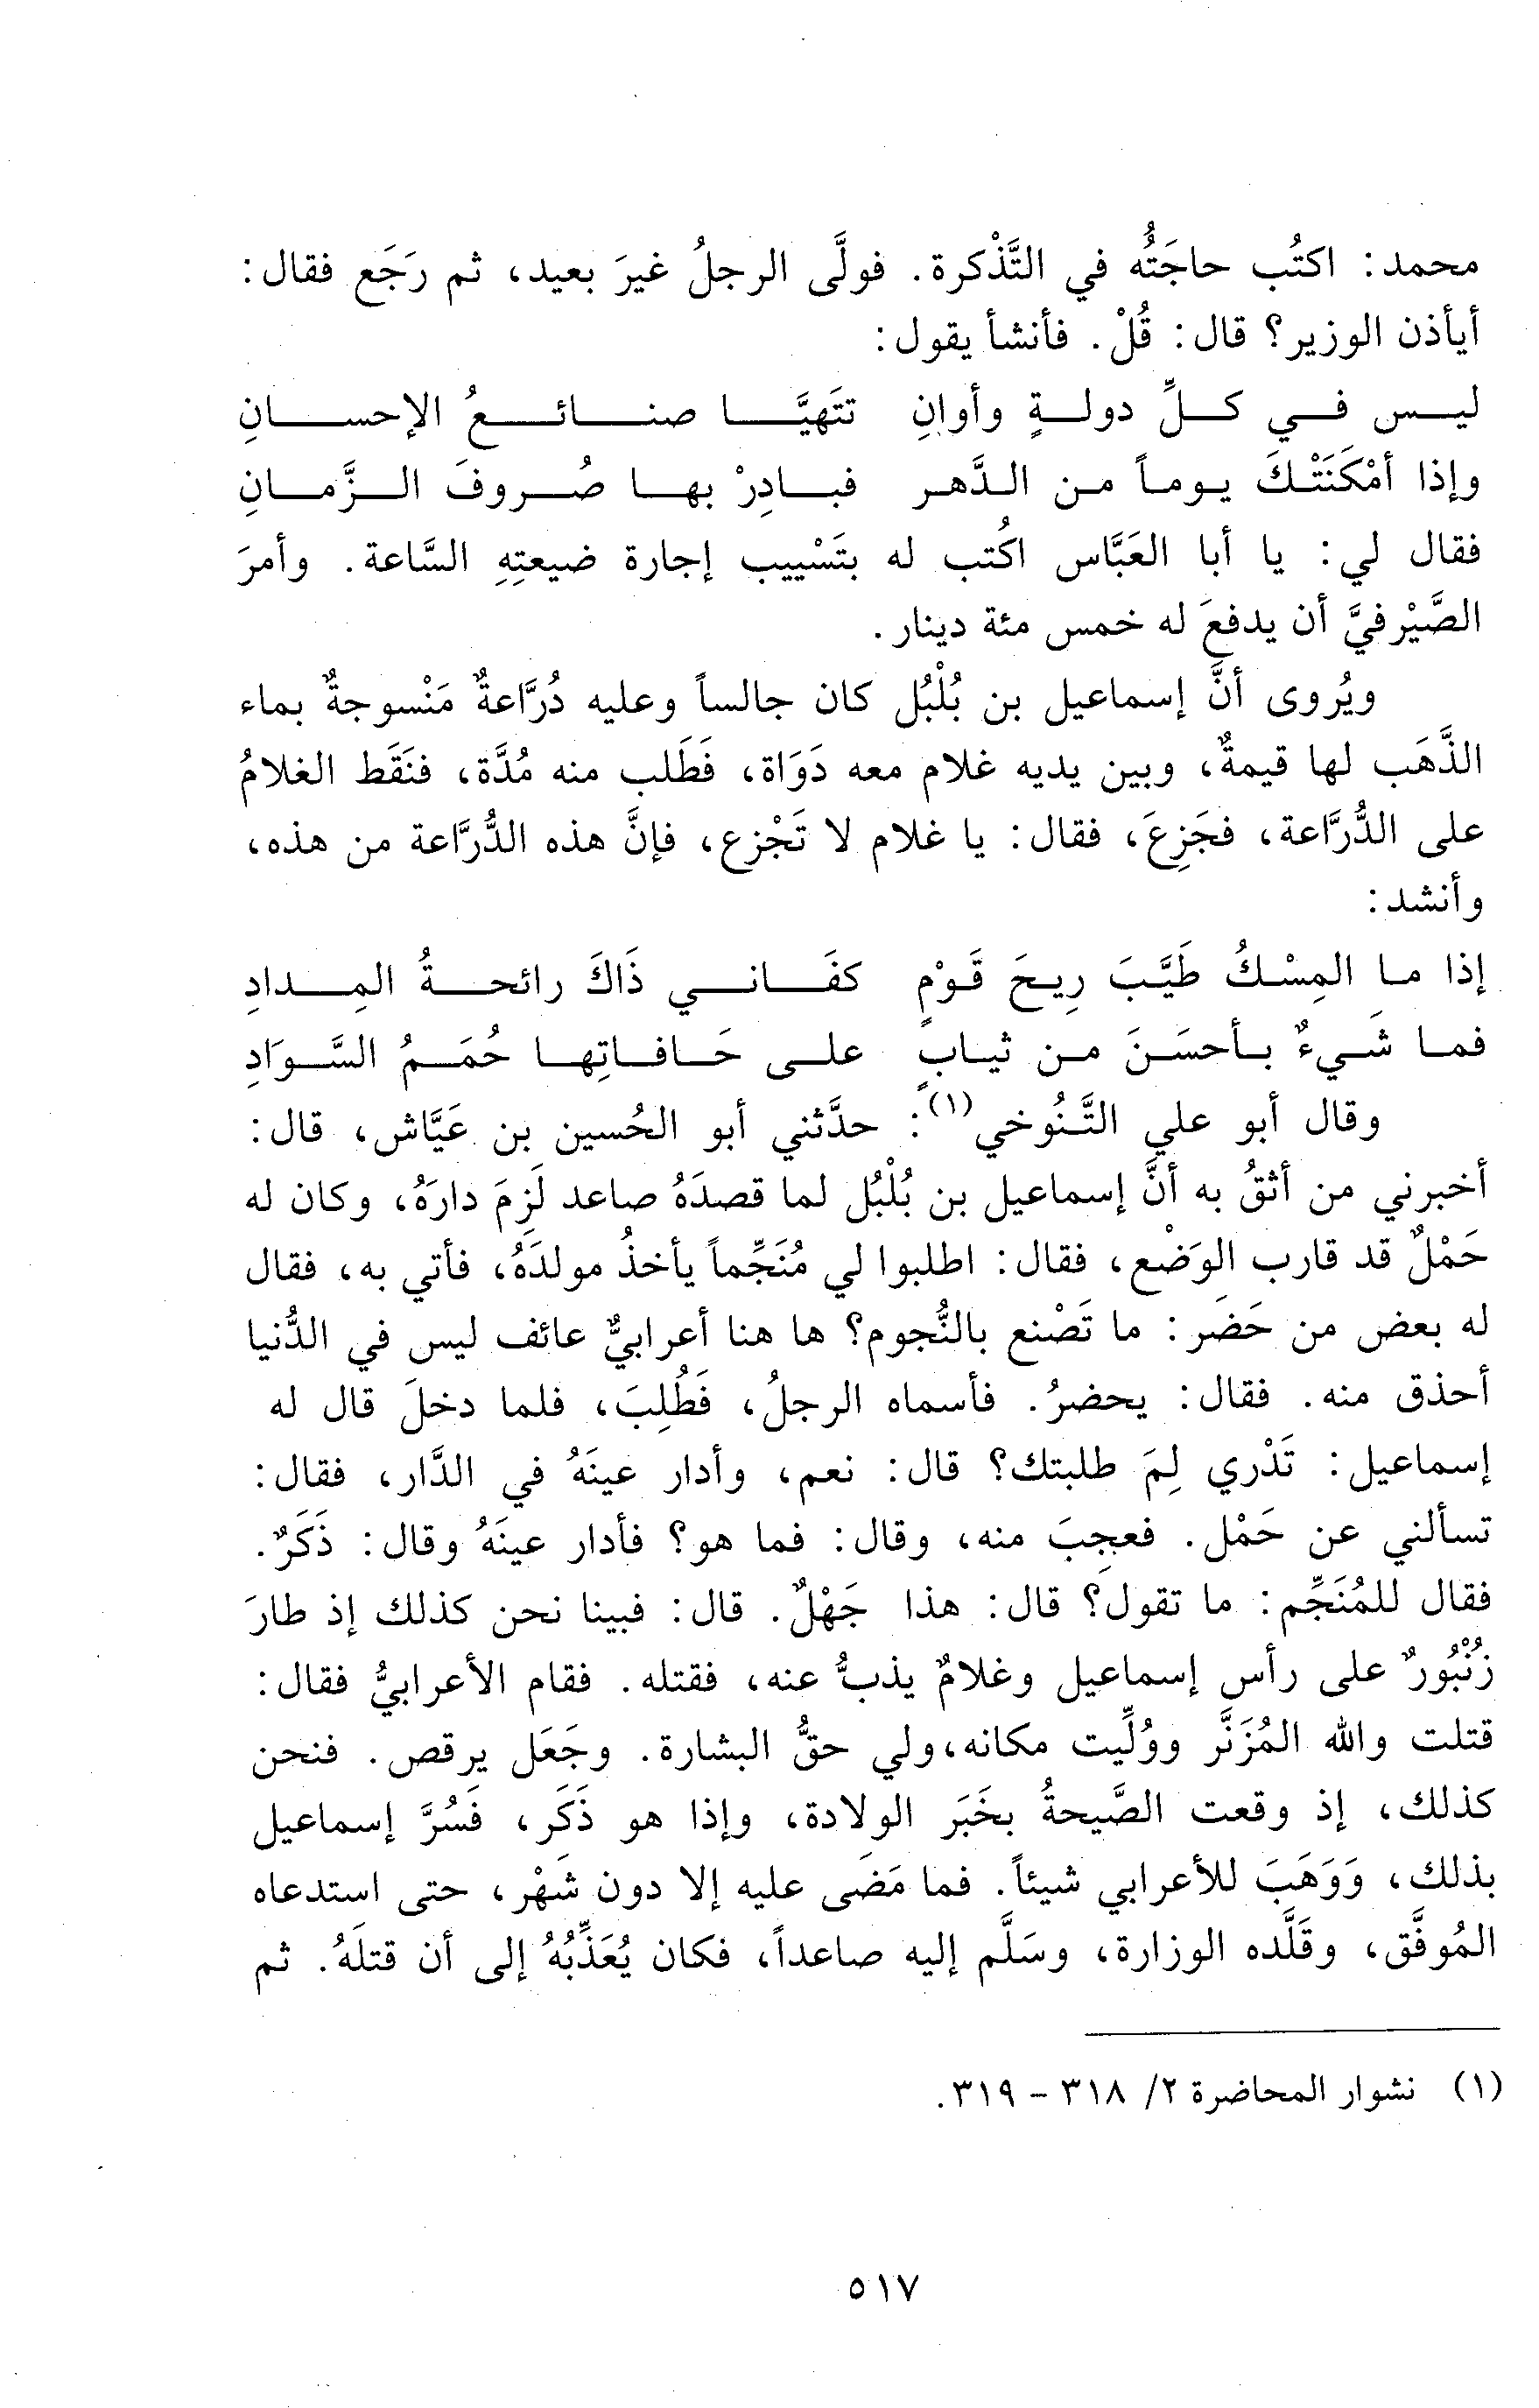 محمد: اكتُب حاجَتُه في التَّذْكرة. فولَّى الرجلُ غيرَ بعيد، ثم رَجَع فقال:
أيأذن الوزير؟ قال: قُلْ. فأنشأ يقول:
ليس في كلِّ دولةٍ وأوانِ تتَهيَّا صنائعُ الإحسانِ
وإذا أمْكَنَتْكَ يوماً من الدَّهر فبادِرْ بها صُروفَ الزَّمانِ
فقال لي: يا أبا العَبَّاس اكُتب له بتَسْييب إجارة ضيعتِهِ السَّاعة. وأمرَ
الصَّيْرفيَّ أن يدفعَ له خمس مئة دينار.
ويُروى أنَّ إسماعيل بن بُلْبُل كان جالساً وعليه دُرَّاعةٌ مَنْسوجةٌ بماء
الذَّهَب لها قيمةٌ، وبين يديه غلام معه دَوَاة، فَطَلب منه مُدَّة، فنَقَط الغلامُ
على الدُّرَّاعة، فجَزِعَ، فقال: يا غلام لا تَجْزع، فإنَّ هذه الدُّرَّاعة من هذه،
وأنشد:
إذا ما المِسْكُ طَيَّبَ رِيحَ قَوْمٍ كفَاني ذَاكَ رائحةُ المِدادِ
فما شَيءٌ بأحسَنَ من ثيابٍ على حَافاتِها حُمَمُ السَّوَادِ
وقال أبو علي التَّنُوخي(١): حدَّثني أبو الحُسين بن عَيَّاش، قال:
أخبرني من أثقُ به أنَّ إسماعيل بن بُلْبُل لما قصدَهُ صاعد لَزِمَ دارَهُ، وكان له
حَمْلٌ قد قارب الوَضْع، فقال: اطلبوا لي مُنَجِّماً يأخذُ مولدَهُ، فأتي به، فقال
له بعض من حَضَر: ما تَصْنع بالنُّجوم؟ ها هنا أعرابيٌّ عائف ليس في الدُّنيا
أحذق منه. فقال: يحضرُ. فأسماه الرجلُ، فَطُلِبَ، فلما دخلَ قال له
إسماعيل: تَدْري لِمَ طلبتك؟ قال: نعم، وأدار عينَهُ في الدَّار، فقال:
تسألني عن حَمْل. فعجِبَ منه، وقال: فما هو؟ فأدار عينَهُ وقال: ذَكَرٌ.
فقال للمُنَجِّم: ما تقول؟ قال: هذا جَهْلٌ. قال: فبينا نحن كذلك إذ طارَ
زُنْبُورٌ على رأس إسماعيل وغلامٌ يذبُّ عنه، فقتله. فقام الأعرابيُّ فقال:
قتلت والله المُزَنَّر ووُلِّيت مكانه،ولي حقُّ البشارة. وجَعَل يرقص. فنحن
كذلك، إذ وقعت الصَّيحةُ بخَبَر الولادة، وإذا هو ذَكَر، فَسُرَّ إسماعيل
بذلك، وَوَهَبَ للأعرابي شيئاً. فما مَضَى عليه إلا دون شَهْر، حتى استدعاه
المُوفَّق، وقَلَّده الوزارة، وسَلَّم إليه صاعداً، فكان يُعَذِّبُهُ إلى أن قتلَهُ. ثم
(١) نشوار المحاضرة ٢/ ٣١٨ - ٣١٩.
٥١٧